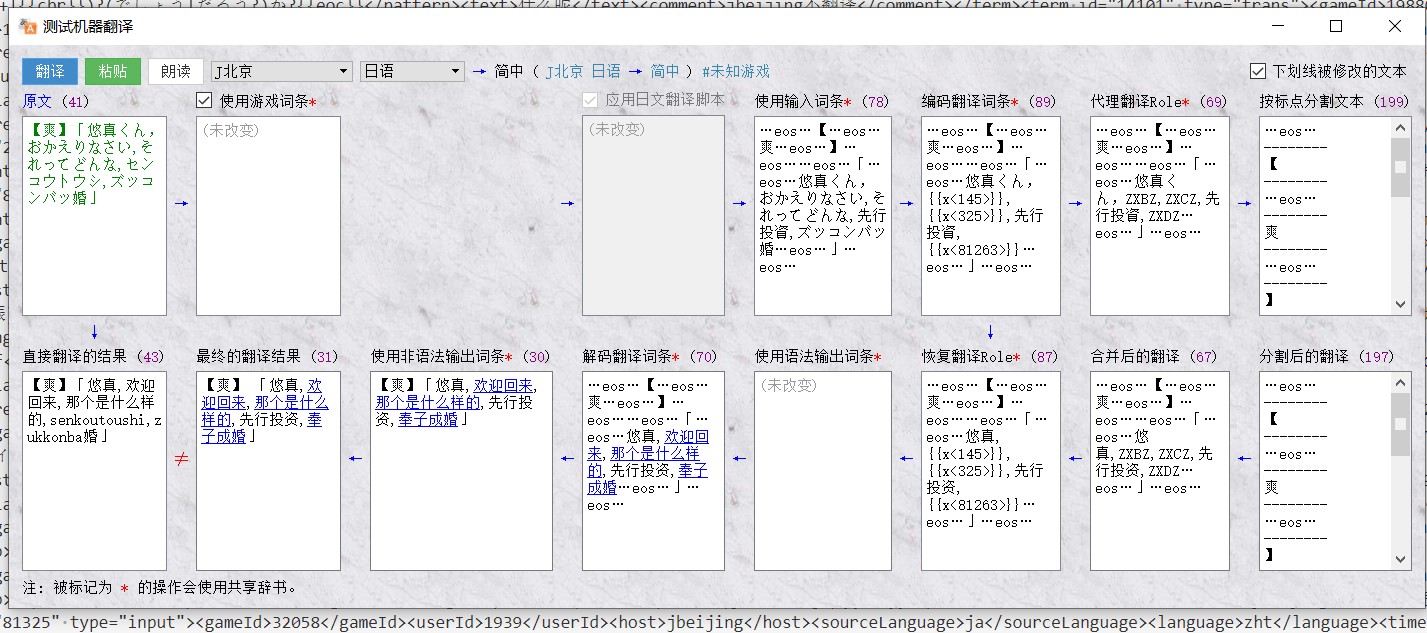 测试机器翻译
翻译 粘贴 朗读 J北京 日语 → 简中 ( J北京 日语 → 简中 ) #未知游戏 下划线被修改的文本
原文 (41) 使用游戏词条* 应用日文翻译脚本 使用输入词条* (78) 编码翻译词条* (89) 代理翻译Role* (69) 按标点分割文本 (199)
【爽】「悠真くん,
おかえりなさい,そ
れってどんな,セン
コウトウシ,ズッコ
ンバッ婚」
(未改变)
(未改变)
…eos…【…eos…
爽…eos…】…
eos……eos…「…
eos…悠真くん,
おかえりなさい,そ
れってどんな,先行
投資,ズッコンバッ
婚…eos…」…
eos…
…eos…【…eos…
爽…eos…】…
eos……eos…「…
eos…悠真くん,
{{x<145>}},
{{x<325>}},先行
投資,
{{x<81263>}}…
eos…」…eos…
…eos…【…eos…
爽…eos…】…
eos……eos…「…
eos…悠真く
ん,ZXBZ,ZXCZ,先
行投資,ZXDZ…
eos…」…eos…
…eos…
--------
【
--------
…eos…
--------
爽
--------
…eos…
--------
】
直接翻译的结果 (43) 最终的翻译结果 (31) 使用非语法输出词条* (30) 解码翻译词条* (70) 使用语法输出词条* 恢复翻译Role* (87) 合并后的翻译 (67) 分割后的翻译 (197)
【爽】「悠真,欢迎
回来,那个是什么样
的,senkoutoushi,z
ukkonba婚」
≠
【爽】 「悠真,欢
迎回来,那个是什么
样的,先行投资,奉
子成婚」
【爽】「悠真,欢迎回来,
那个是什么样的,先行投
资,奉子成婚」
…eos…【…eos…
爽…eos…】…
eos……eos…「…
eos…悠真,欢迎回
来,那个是什么样
的,先行投资,奉子
成婚…eos…」…
eos…
(未改变)
…eos…【…eos…
爽…eos…】…
eos……eos…「…
eos…悠真,
{{x<145>}},
{{x<325>}},先行
投资,
{{x<81263>}}…
eos…」…eos…
…eos…【…eos…
爽…eos…】…
eos……eos…「…
eos…悠
真,ZXBZ,ZXCZ,先
行投资,ZXDZ…
eos…」…eos…
…eos…
--------
【
--------
…eos…
--------
爽
--------
…eos…
--------
】
注: 被标记为 * 的操作会使用共享辞书。
"81325" type="input"><gameId>32058</gameId><userId>1939</userId><host>jbeijing</host><sourceLanguage>ja</sourceLanguage><language>zht</language><time